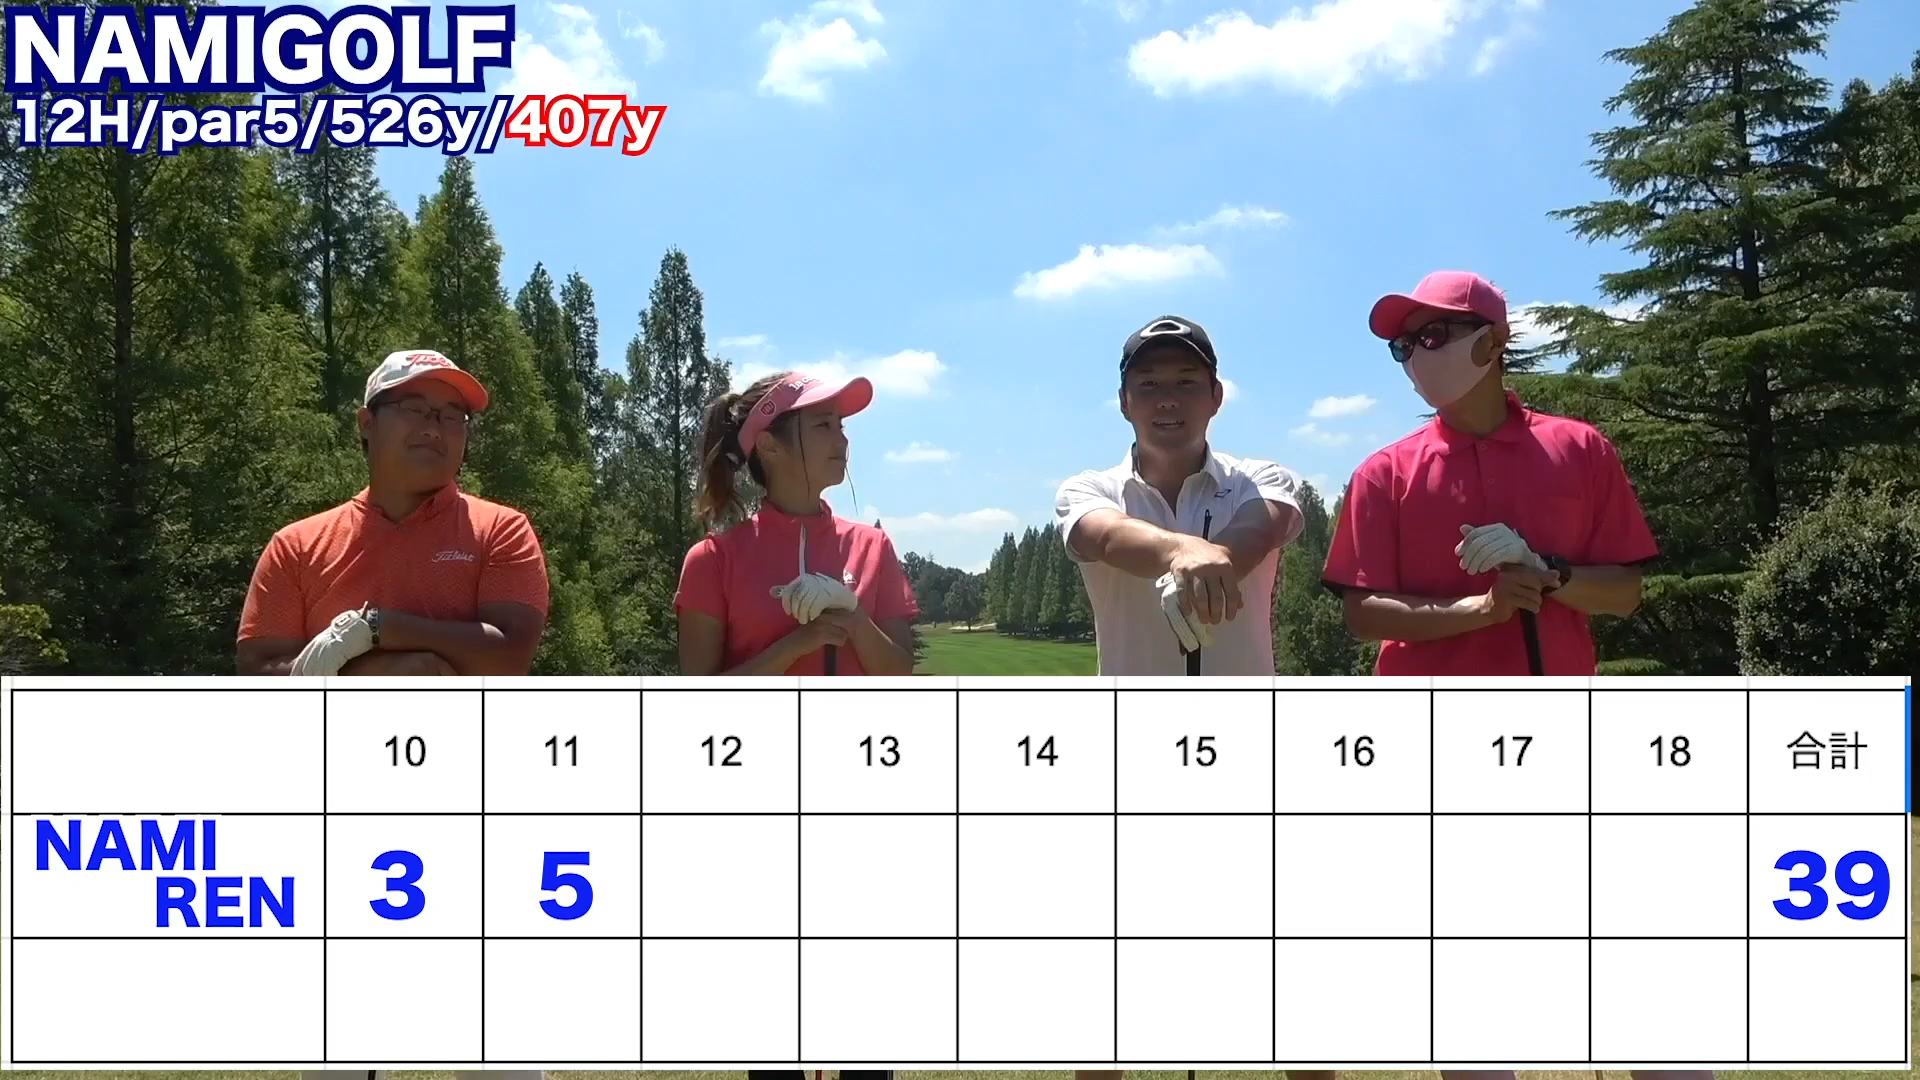 NAMIGOLF
12H/par5/526y/407y
Titleist
10 11 12 13 14 15 16 17 18 合計
NAMI
REN
3 5 39